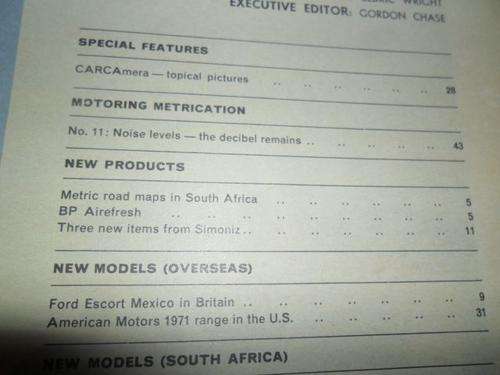 WRIGHT
EXECUTIVE EDITOR: GORDON CHASE
SPECIAL FEATURES
CARCAmera — topical pictures .. .. .. .. .. .. 28
MOTORING METRICATION
No. 11: Noise levels — the decibel remains .. .. .. .. .. 43
NEW PRODUCTS
Metric road maps in South Africa .. .. .. .. .. .. 5
BP Airefresh .. .. .. .. .. .. .. .. 5
Three new items from Simoniz .. .. .. .. .. .. .. 11
NEW MODELS (OVERSEAS)
Ford Escort Mexico in Britain .. .. .. .. .. .. .. 9
American Motors 1971 range in the U.S. .. .. .. .. .. 31
NEW MODELS (SOUTH AFRICA)